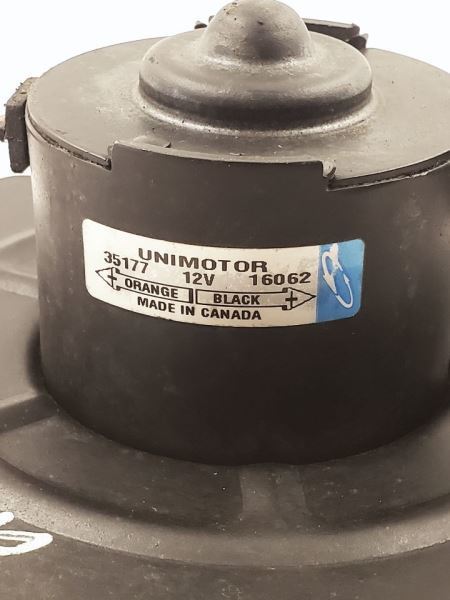 UNIMOTOR
35177 12V 16062
+ ORANGE BLACK +
MADE IN CANADA